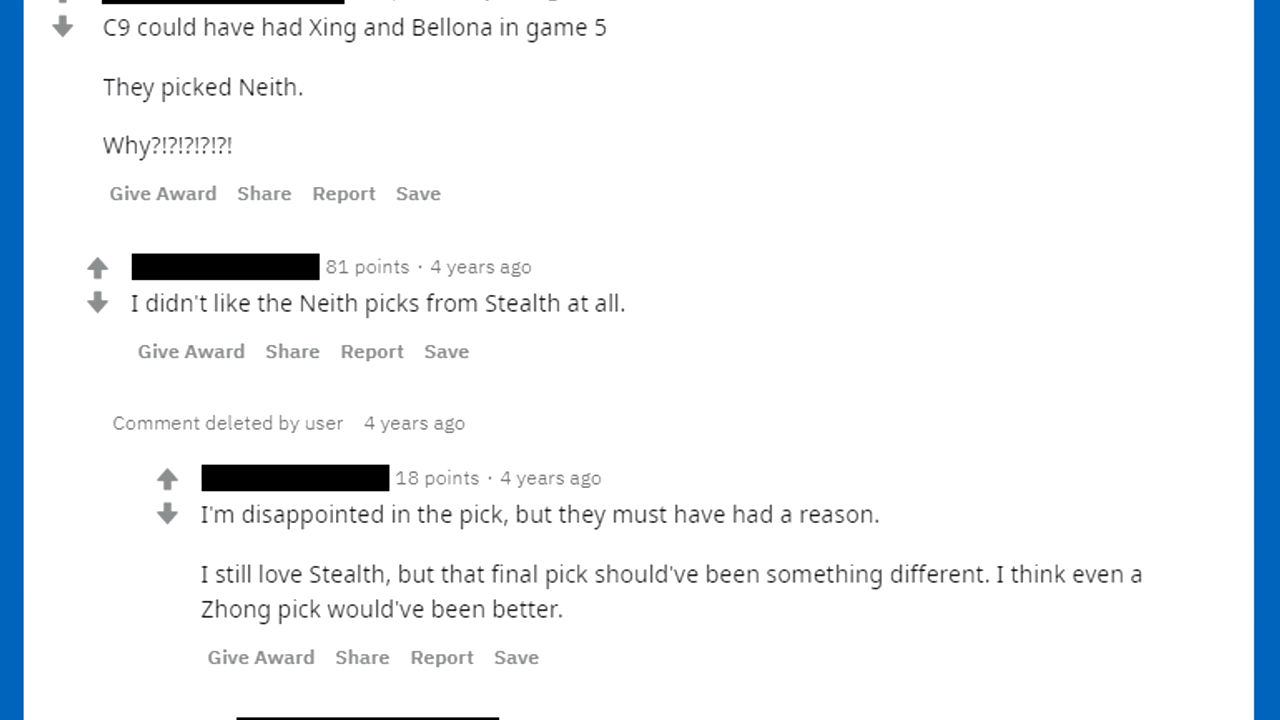 C9 could have had Xing and Bellona in game 5
They picked Neith.
Why?!?!?!?!?!
Give Award Share Report Save
81 points · 4 years ago
I didn't like the Neith picks from Stealth at all.
Give Award Share Report Save
Comment deleted by user 4 years ago
18 points · 4 years ago
I'm disappointed in the pick, but they must have had a reason.
I still love Stealth, but that final pick should've been something different. I think even a
Zhong pick would've been better.
Give Award Share Report Save